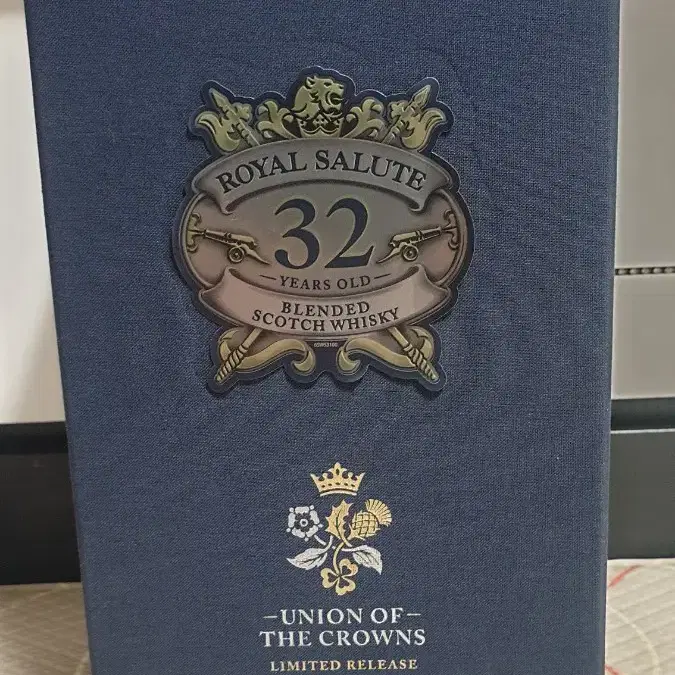 ROYAL SALUTE
32
YEARS OLD
BLENDED
SCOTCH WHISKY
UNION OF
THE CROWNS
LIMITED RELEASE